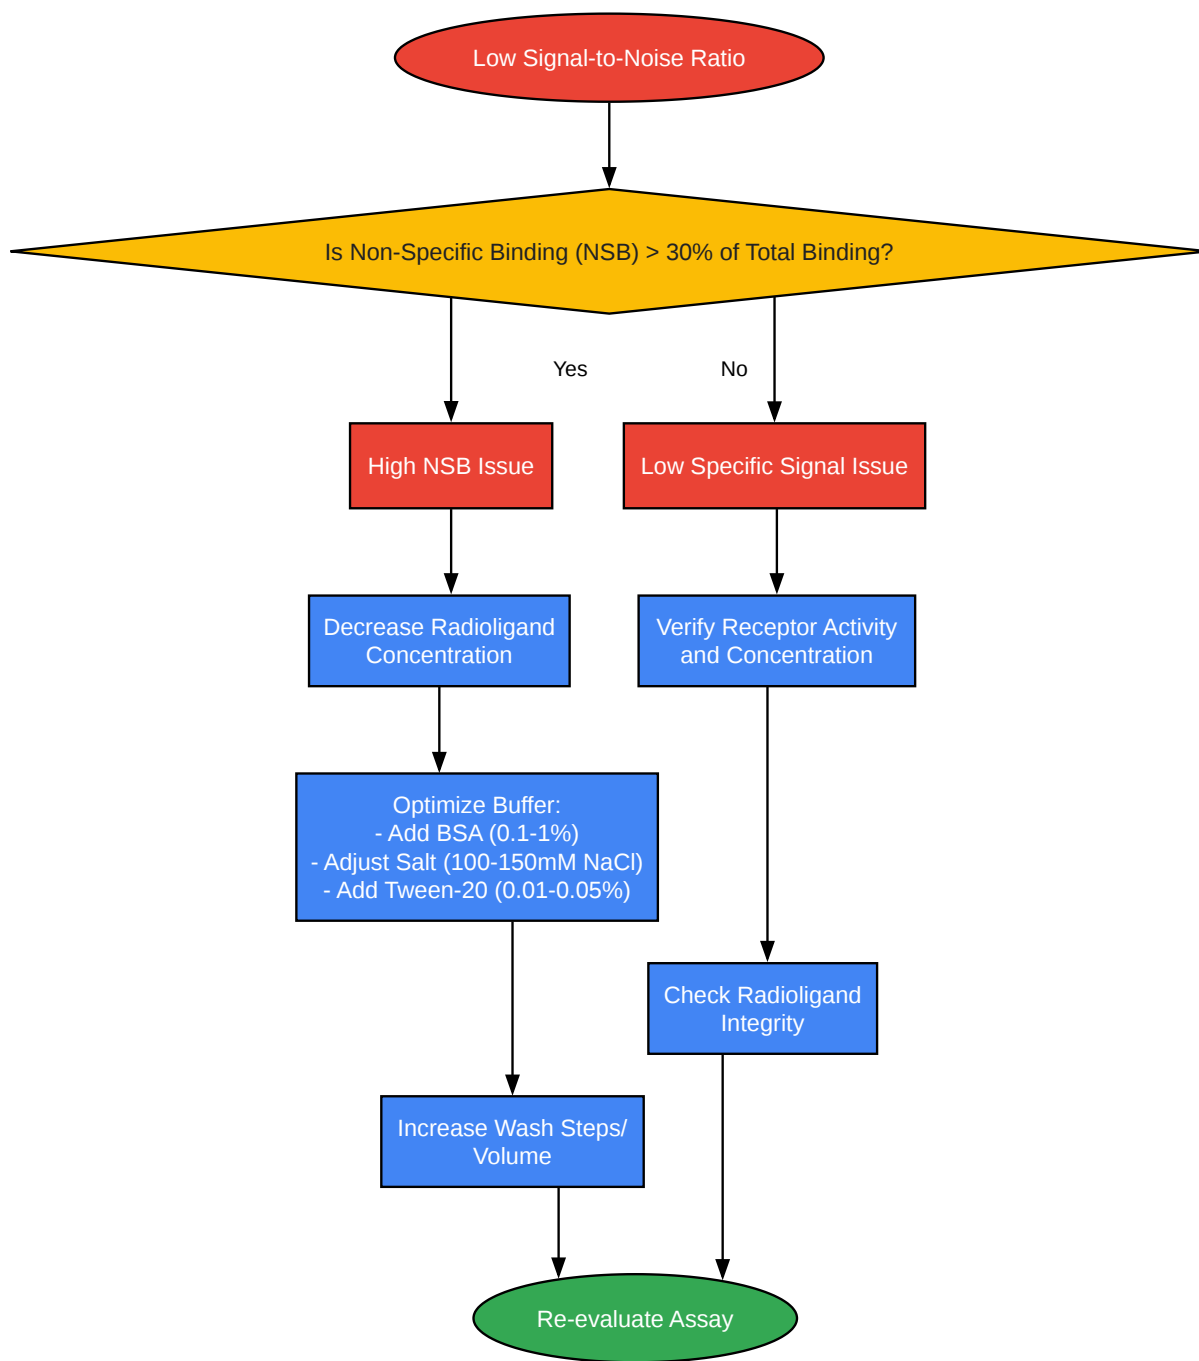 Low Signal-to-Noise Ratio
Is Non-Specific Binding (NSB) > 30% of Total Binding?
Yes
No
High NSB Issue
Low Specific Signal Issue
Decrease Radioligand
Concentration
Verify Receptor Activity
and Concentration
Optimize Buffer:
- Add BSA (0.1-1%)
- Adjust Salt (100-150mM NaCl)
- Add Tween-20 (0.01-0.05%)
Check Radioligand
Integrity
Increase Wash Steps/
Volume
Re-evaluate Assay